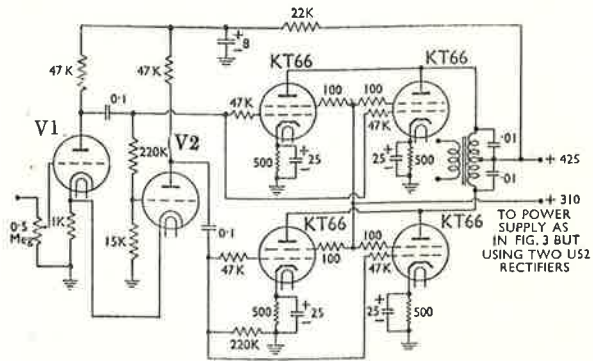 22K
8
47K
47K
0·1
KT66
KT66
100
100
47K
47K
V1
V2
220K
500
25
25
500
·01
·01
+ 425
+ 310
0·5 Meg
1K
15K
0·1
KT66
KT66
100
100
47K
47K
500
25
25
500
220K
TO POWER
SUPPLY AS
IN FIG. 3 BUT
USING TWO U52
RECTIFIERS